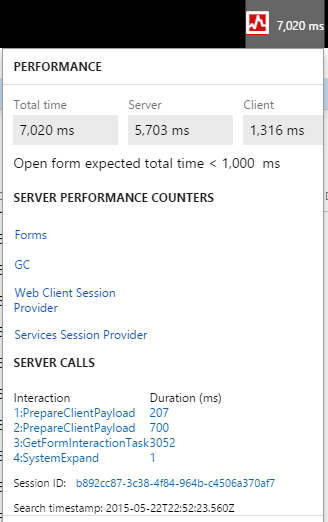 7,020 ms
PERFORMANCE
Total time Server Client
7,020 ms 5,703 ms 1,316 ms
Open form expected total time < 1,000 ms
SERVER PERFORMANCE COUNTERS
Forms
GC
Web Client Session
Provider
Services Session Provider
SERVER CALLS
Interaction Duration (ms)
1:PrepareClientPayload 207
2:PrepareClientPayload 700
3:GetFormInteractionTask 3052
4:SystemExpand 1
Session ID: b892cc87-3c38-4f84-964b-c4506a370af7
Search timestamp: 2015-05-22T22:52:23.560Z